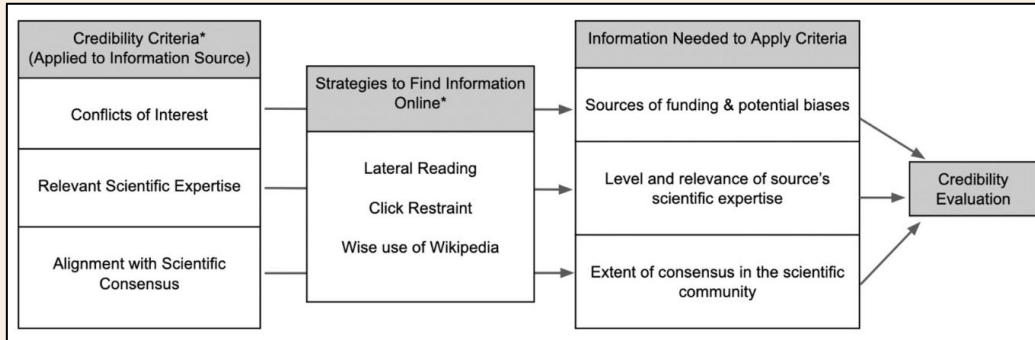 Credibility Criteria*
(Applied to Information Source)
Conflicts of Interest
Relevant Scientific Expertise
Alignment with Scientific
Consensus
Strategies to Find Information
Online*
Lateral Reading
Click Restraint
Wise use of Wikipedia
Information Needed to Apply Criteria
Sources of funding & potential biases
Level and relevance of source's
scientific expertise
Extent of consensus in the scientific
community
Credibility
Evaluation